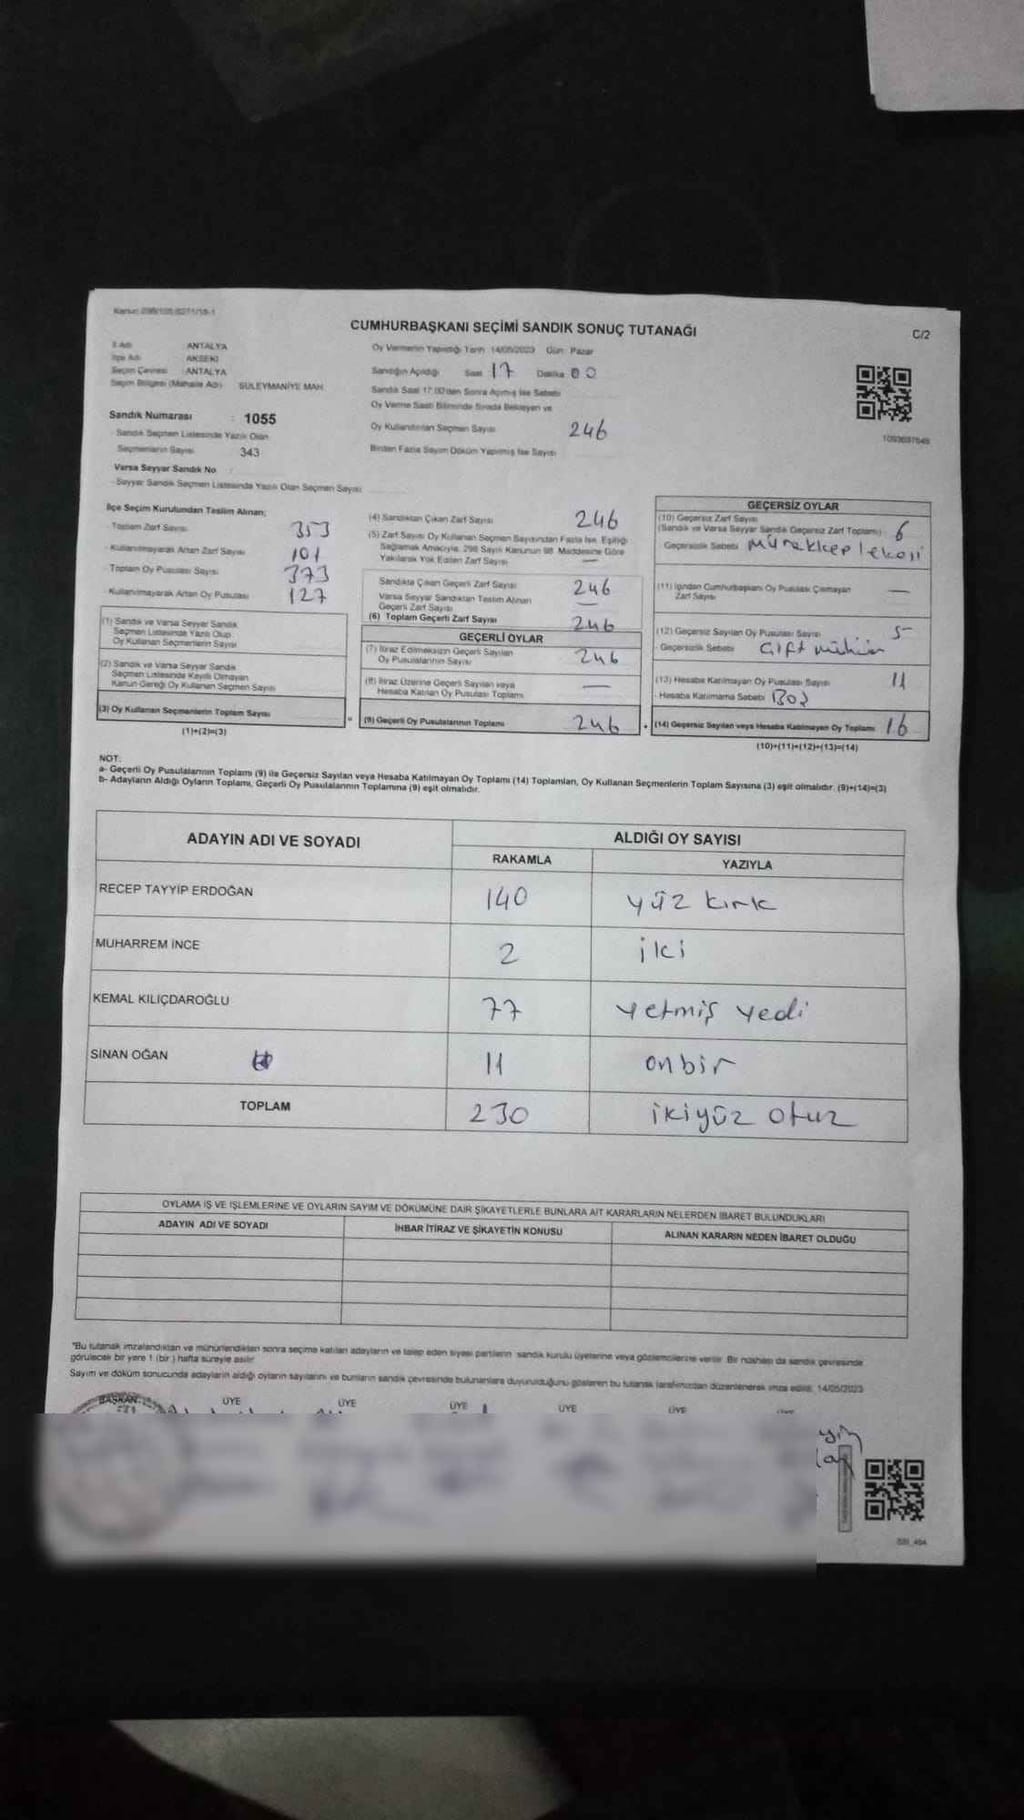 CUMHURBAŞKANI SEÇİMİ SANDIK SONUÇ TUTANAĞI
C/2
İl Adı ANTALYA
İlçe Adı AKSEKİ
Seçim Çevresi ANTALYA
Seçim Bölgesi (Mahalle Adı) SÜLEYMANİYE MAH.
Oy Vermenin Yapıldığı Tarih 14/05/2023 Gün Pazar
Sandığın Açıldığı Saat 17 Dakika 00
Sandık Saat 17:00'den Sonra Açılmış İse Sebebi
Oy Verme Saati Bitiminde Sırada Bekleyen ve
Oy Kullandırılan Seçmen Sayısı 246
Birden Fazla Sayım Döküm Yapılmış İse Sayısı
Sandık Numarası : 1055
Sandık Seçmen Listesinde Yazılı Olan
Seçmenlerin Sayısı 343
Varsa Seyyar Sandık No
Seyyar Sandık Seçmen Listesinde Yazılı Olan Seçmen Sayısı
İlçe Seçim Kurulundan Teslim Alınan;
Toplam Zarf Sayısı 353
Kullanılmayarak Artan Zarf Sayısı 101
Toplam Oy Pusulası Sayısı 373
Kullanılmayarak Artan Oy Pusulası 127
(1) Sandık ve Varsa Seyyar Sandık
Seçmen Listesinde Yazılı Olup
Oy Kullanan Seçmenlerin Sayısı
(2) Sandık ve Varsa Seyyar Sandık
Seçmen Listesinde Kayıtlı Olmayan
Kanun Gereği Oy Kullanan Seçmen Sayısı
(3) Oy Kullanan Seçmenlerin Toplam Sayısı
(1)+(2)=(3)
(4) Sandıktan Çıkan Zarf Sayısı 246
(5) Zarf Sayısı Oy Kullanan Seçmen Sayısından Fazla İse, Eşitliği
Sağlamak Amacıyla, 298 Sayılı Kanunun 98. Maddesine Göre
Yakılarak Yok Edilen Zarf Sayısı —
Sandıkta Çıkan Geçerli Zarf Sayısı 246
Varsa Seyyar Sandıktan Teslim Alınan
Geçerli Zarf Sayısı —
(6) Toplam Geçerli Zarf Sayısı 246
GEÇERLİ OYLAR
(7) İtiraz Edilmeksizin Geçerli Sayılan
Oy Pusulalarının Sayısı 246
(8) İtiraz Üzerine Geçerli Sayılan veya
Hesaba Katılan Oy Pusulası Toplamı —
(9) Geçerli Oy Pusulalarının Toplamı 246
GEÇERSİZ OYLAR
(10) Geçersiz Zarf Sayısı
(Sandık ve Varsa Seyyar Sandık Geçersiz Zarf Toplamı) 6
Geçersizlik Sebebi Mürekkep lekesi
(11) İçinden Cumhurbaşkanı Oy Pusulası Çıkmayan
Zarf Sayısı —
(12) Geçersiz Sayılan Oy Pusulası Sayısı 5
Geçersizlik Sebebi Çift mühür
(13) Hesaba Katılmayan Oy Pusulası Sayısı 11
Hesaba Katılmama Sebebi Boş
(14) Geçersiz Sayılan veya Hesaba Katılmayan Oy Toplamı 16
(10)+(11)+(12)+(13)=(14)
NOT:
a- Geçerli Oy Pusulalarının Toplamı (9) ile Geçersiz Sayılan veya Hesaba Katılmayan Oy Toplamı (14) Toplamları, Oy Kullanan Seçmenlerin Toplam Sayısına (3) eşit olmalıdır. (9)+(14)=(3)
b- Adayların Aldığı Oyların Toplamı, Geçerli Oy Pusulalarının Toplamına (9) eşit olmalıdır.
ADAYIN ADI VE SOYADI ALDIĞI OY SAYISI
RAKAMLA YAZIYLA
RECEP TAYYİP ERDOĞAN 140 yüz kırk
MUHARREM İNCE 2 iki
KEMAL KILIÇDAROĞLU 77 yetmiş yedi
SİNAN OĞAN 11 onbir
TOPLAM 230 ikiyüz otuz
OYLAMA İŞ VE İŞLEMLERİNE VE OYLARIN SAYIM VE DÖKÜMÜNE DAİR ŞİKAYETLERLE BUNLARA AİT KARARLARIN NELERDEN İBARET BULUNDUKLARI
ADAYIN ADI VE SOYADI İHBAR İTİRAZ VE ŞİKAYETİN KONUSU ALINAN KARARIN NEDEN İBARET OLDUĞU
"Bu tutanak imzalandıktan ve mühürlendikten sonra seçime katılan adayların ve talep eden siyasi partilerin sandık kurulu üyelerine veya gözlemcilerine verilir. Bir nüshası da sandık çevresinde
görülecek bir yere 1 (bir) hafta süreyle asılır.
Sayım ve döküm sonucunda adayların aldığı oyların sayılarını ve bunların sandık çevresinde bulunanlara duyurulduğunu gösteren bu tutanak tarafımızdan düzenlenerek imza edildi. 14/05/2023
BAŞKAN ÜYE ÜYE ÜYE ÜYE ÜYE